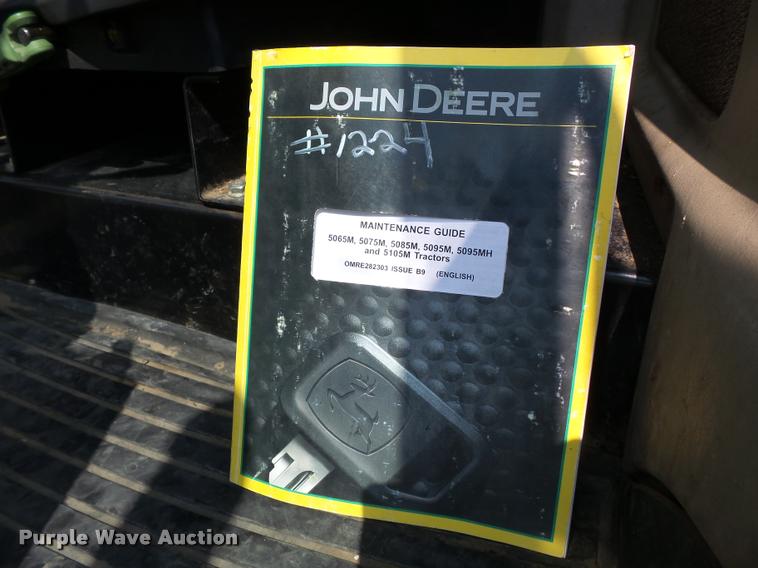 JOHN DEERE
#1224
MAINTENANCE GUIDE
5065M, 5075M, 5085M, 5095M, 5095MH
and 5105M Tractors
OMRE282303 ISSUE B9 (ENGLISH)
Purple Wave Auction